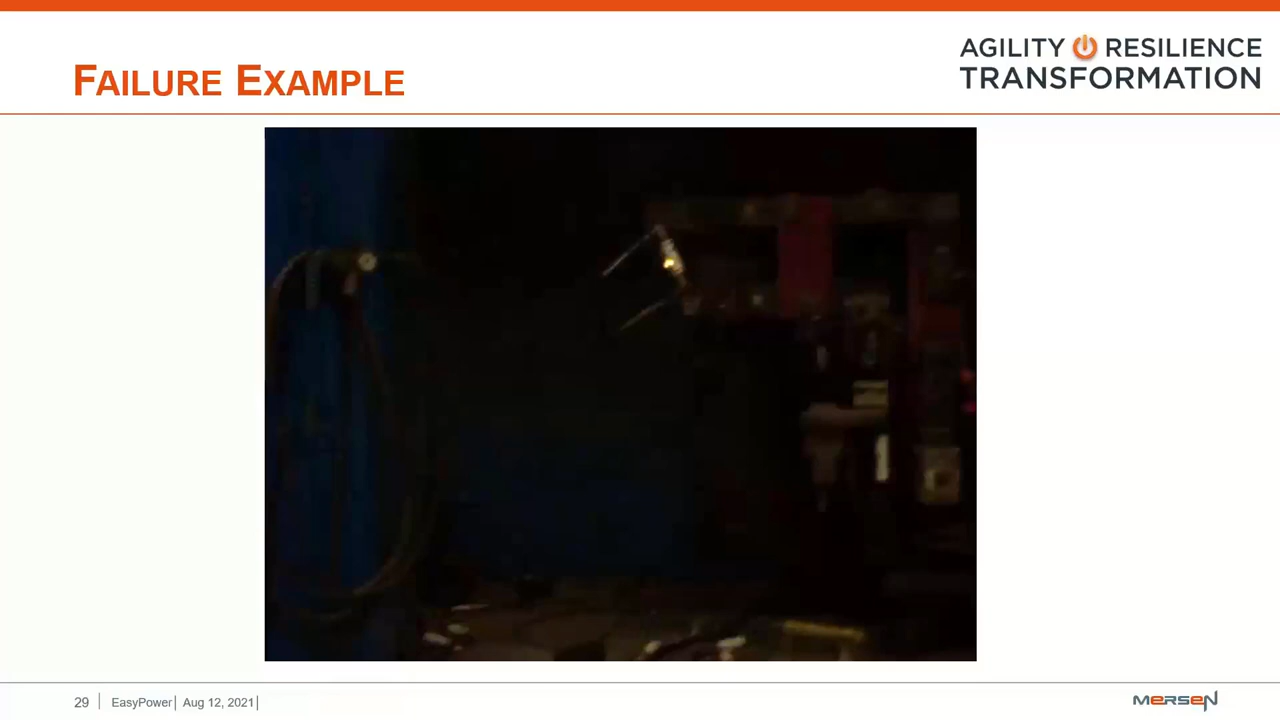 FAILURE EXAMPLE
AGILITY RESILIENCE
TRANSFORMATION
29
EasyPower
Aug 12, 2021
MERSEN